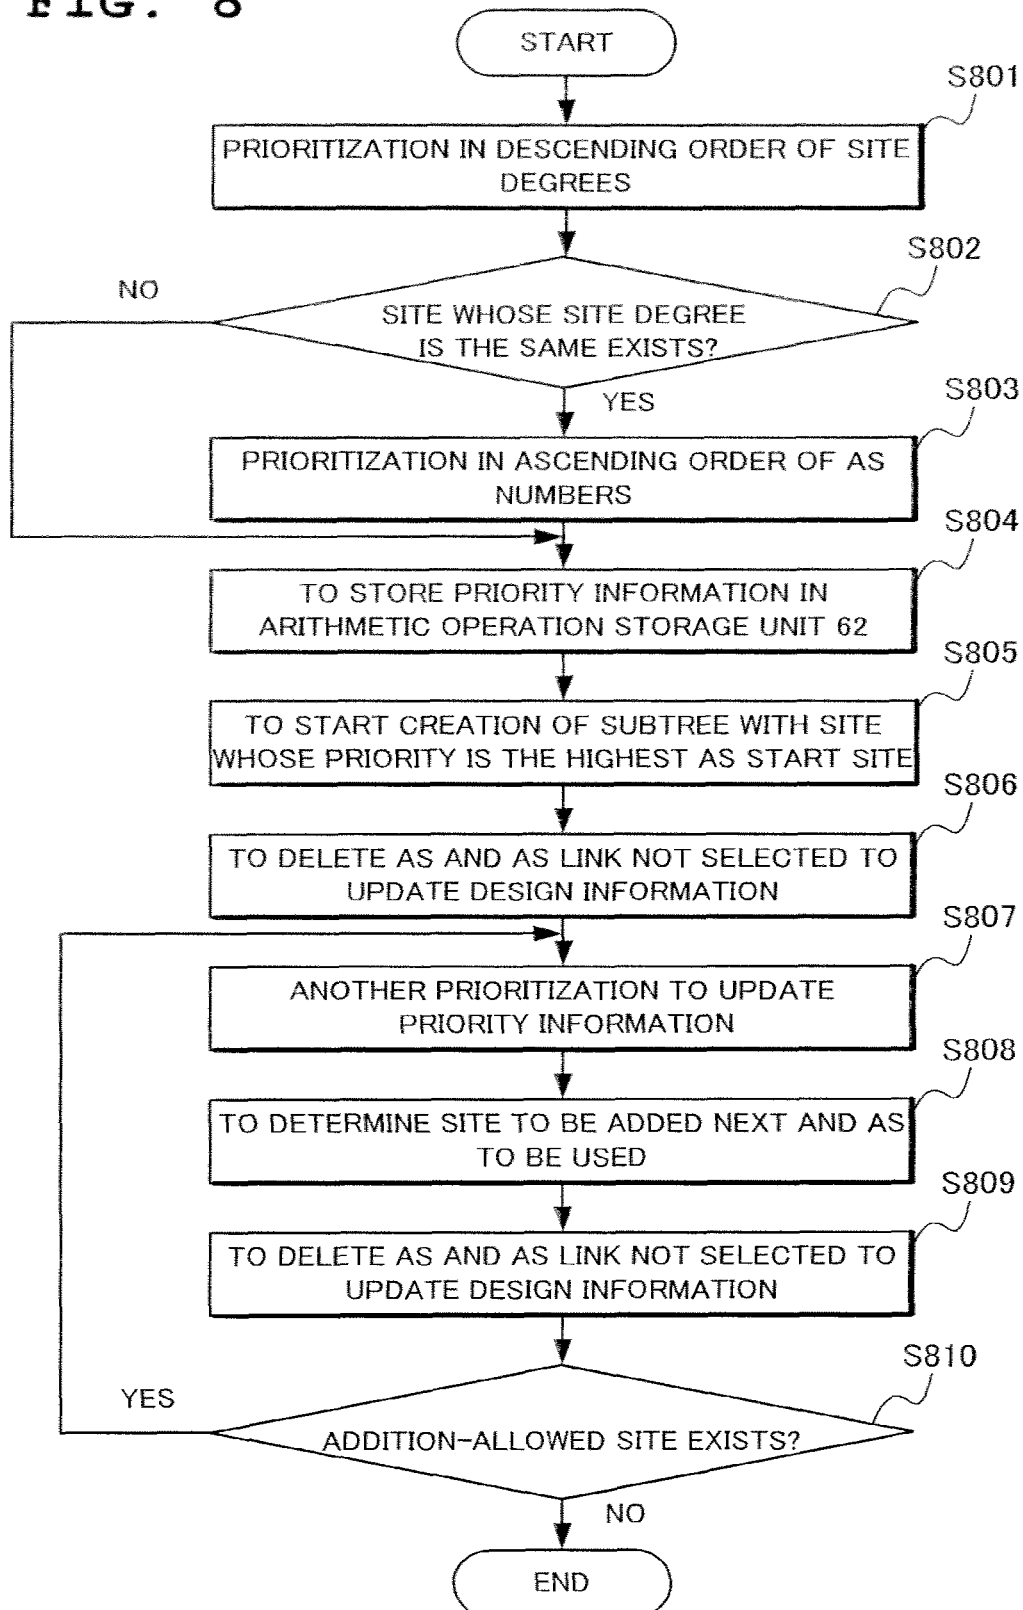 FIG. 8
START
S801
PRIORITIZATION IN DESCENDING ORDER OF SITE
DEGREES
S802
NO
SITE WHOSE SITE DEGREE
IS THE SAME EXISTS?
YES
S803
PRIORITIZATION IN ASCENDING ORDER OF AS
NUMBERS
S804
TO STORE PRIORITY INFORMATION IN
ARITHMETIC OPERATION STORAGE UNIT 62
S805
TO START CREATION OF SUBTREE WITH SITE
WHOSE PRIORITY IS THE HIGHEST AS START SITE
S806
TO DELETE AS AND AS LINK NOT SELECTED TO
UPDATE DESIGN INFORMATION
S807
ANOTHER PRIORITIZATION TO UPDATE
PRIORITY INFORMATION
S808
TO DETERMINE SITE TO BE ADDED NEXT AND AS
TO BE USED
S809
TO DELETE AS AND AS LINK NOT SELECTED TO
UPDATE DESIGN INFORMATION
S810
YES
ADDITION-ALLOWED SITE EXISTS?
NO
END